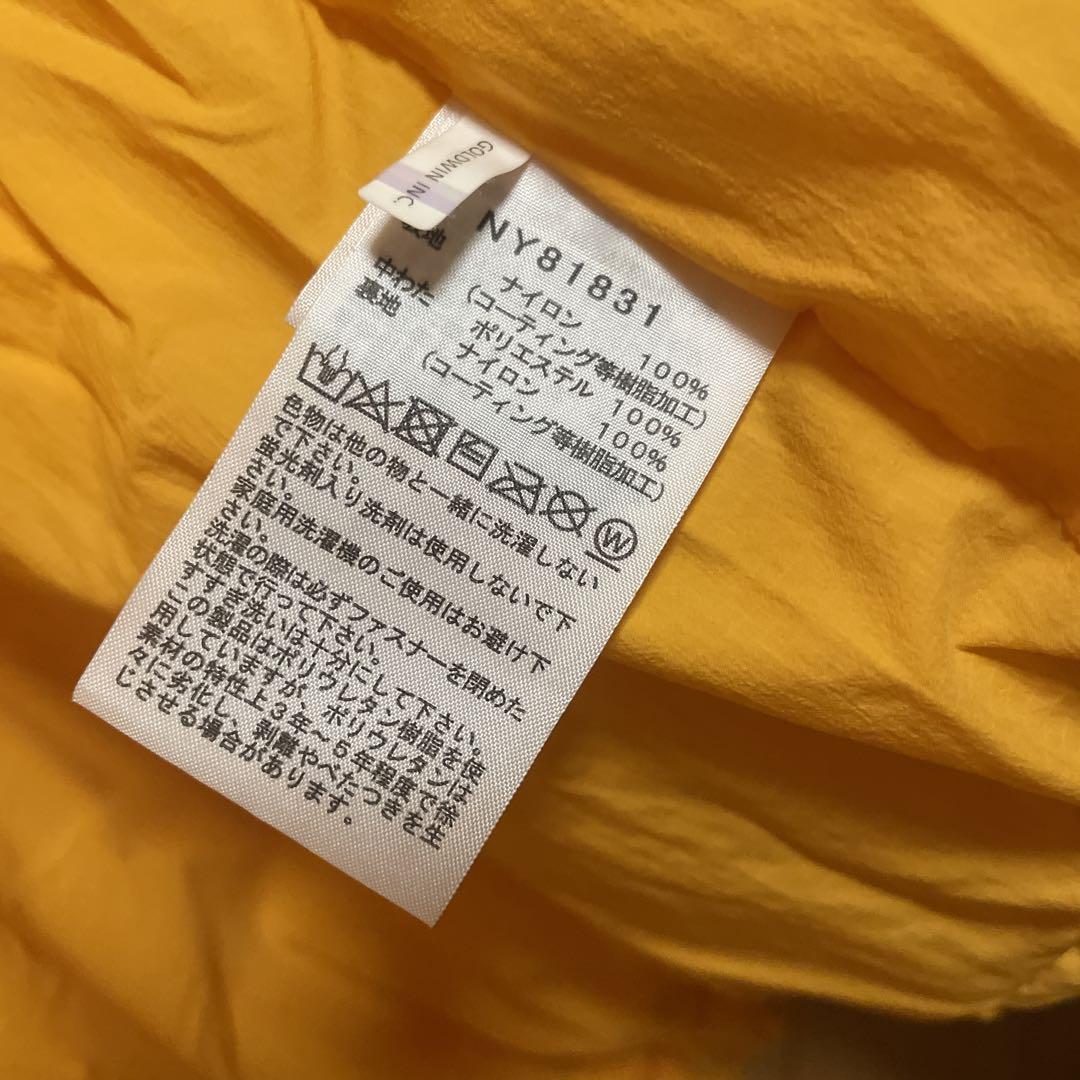 GOLDWIN INC.
NY81831
表地 ナイロン 100%
(コーティング等樹脂加工)
中わた ポリエステル 100%
裏地 ナイロン 100%
(コーティング等樹脂加工)
W
色物は他の物と一緒に洗濯しない
で下さい。
蛍光剤入り洗剤は使用しないで下
さい。
家庭用洗濯機のご使用はお避け下
さい。
洗濯の際は必ずファスナーを閉めた
状態で行って下さい。
すすぎ洗いは十分にして下さい。
この製品はポリウレタン樹脂を使
用していますが、ポリウレタンは
素材の特性上3年~5年程度で徐
々に劣化し、剥離やべたつきを生
じさせる場合があります。